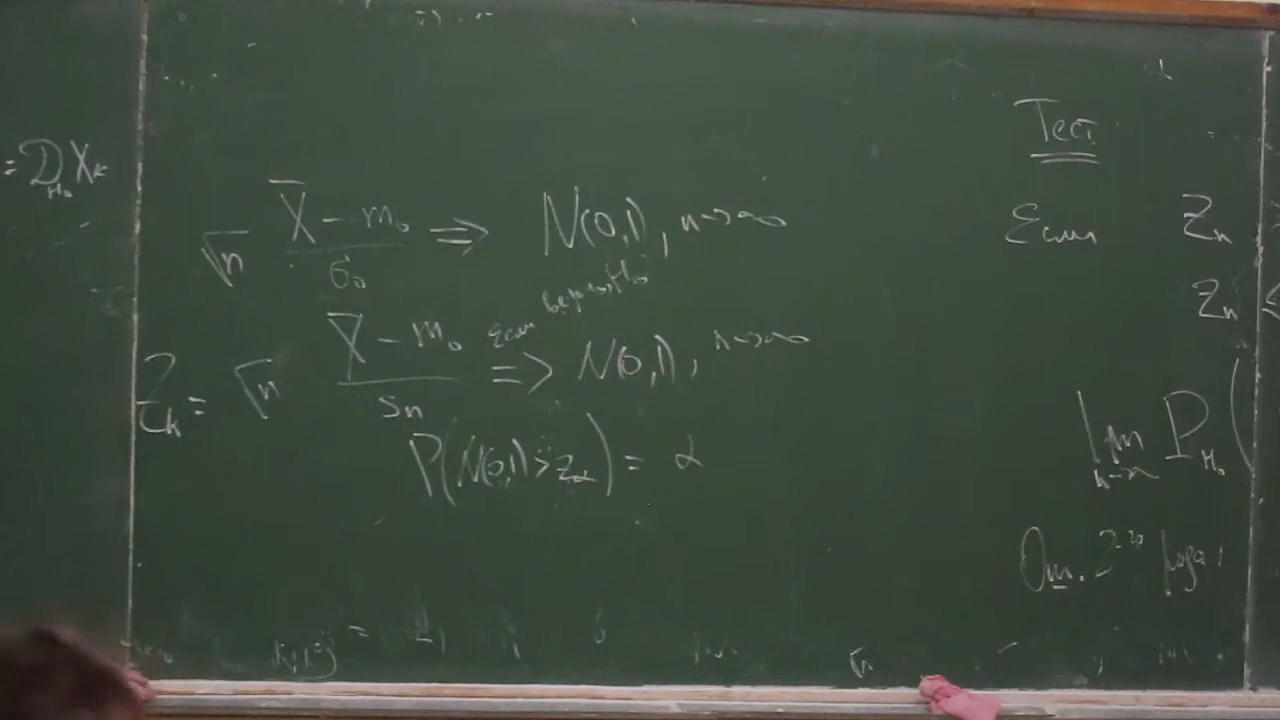 = D_{H_0} X_k
√n (X̄ - m_0)/σ_0 ⇒ N(0,1), n→∞
если верна H_0
Z_n = √n (X̄ - m_0)/S_n ⇒ N(0,1), n→∞
P(N(0,1) > z_α) = α
Тест
Если Z_n
Z_n <
lim n→∞ P_{H_0} (
Ош. 2-го рода